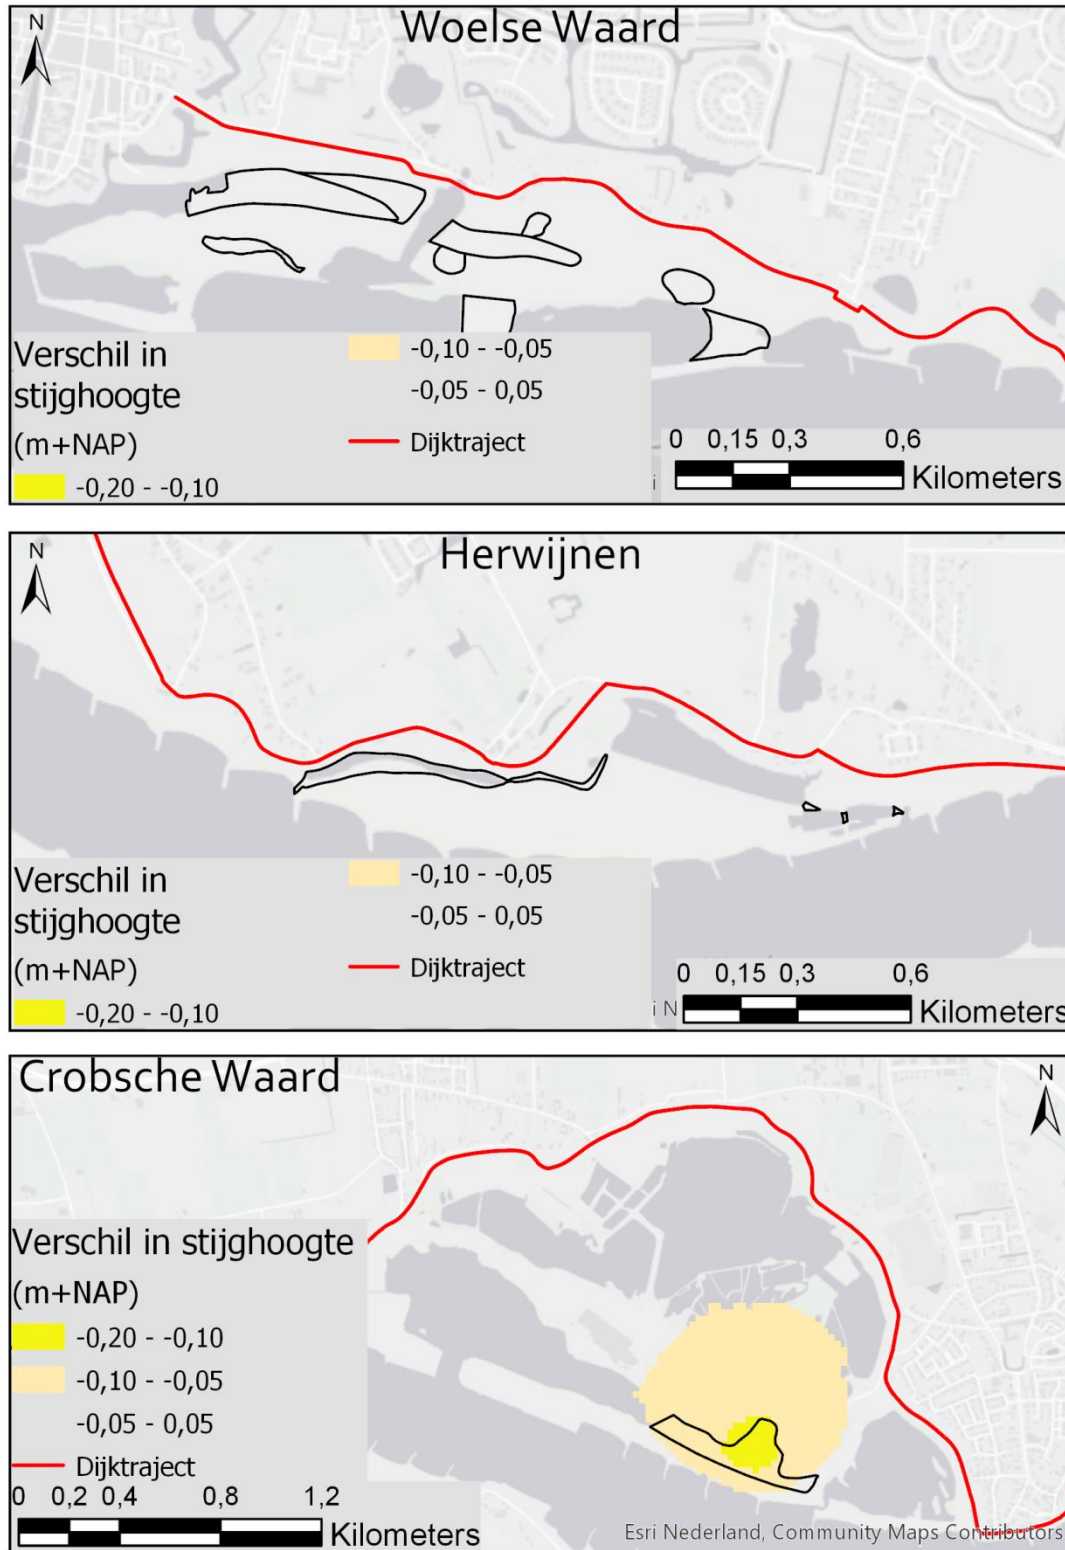 Woelse Waard
N
Verschil in
stijghoogte
(m+NAP)
-0,20 - -0,10
-0,10 - -0,05
-0,05 - 0,05
Dijktraject
0 0,15 0,3 0,6
Kilometers
Herwijnen
N
Verschil in
stijghoogte
(m+NAP)
-0,20 - -0,10
-0,10 - -0,05
-0,05 - 0,05
Dijktraject
0 0,15 0,3 0,6
i N
Kilometers
Crobsche Waard
N
Verschil in stijghoogte
(m+NAP)
-0,20 - -0,10
-0,10 - -0,05
-0,05 - 0,05
Dijktraject
0 0,2 0,4 0,8 1,2
Kilometers
Esri Nederland, Community Maps Contributors